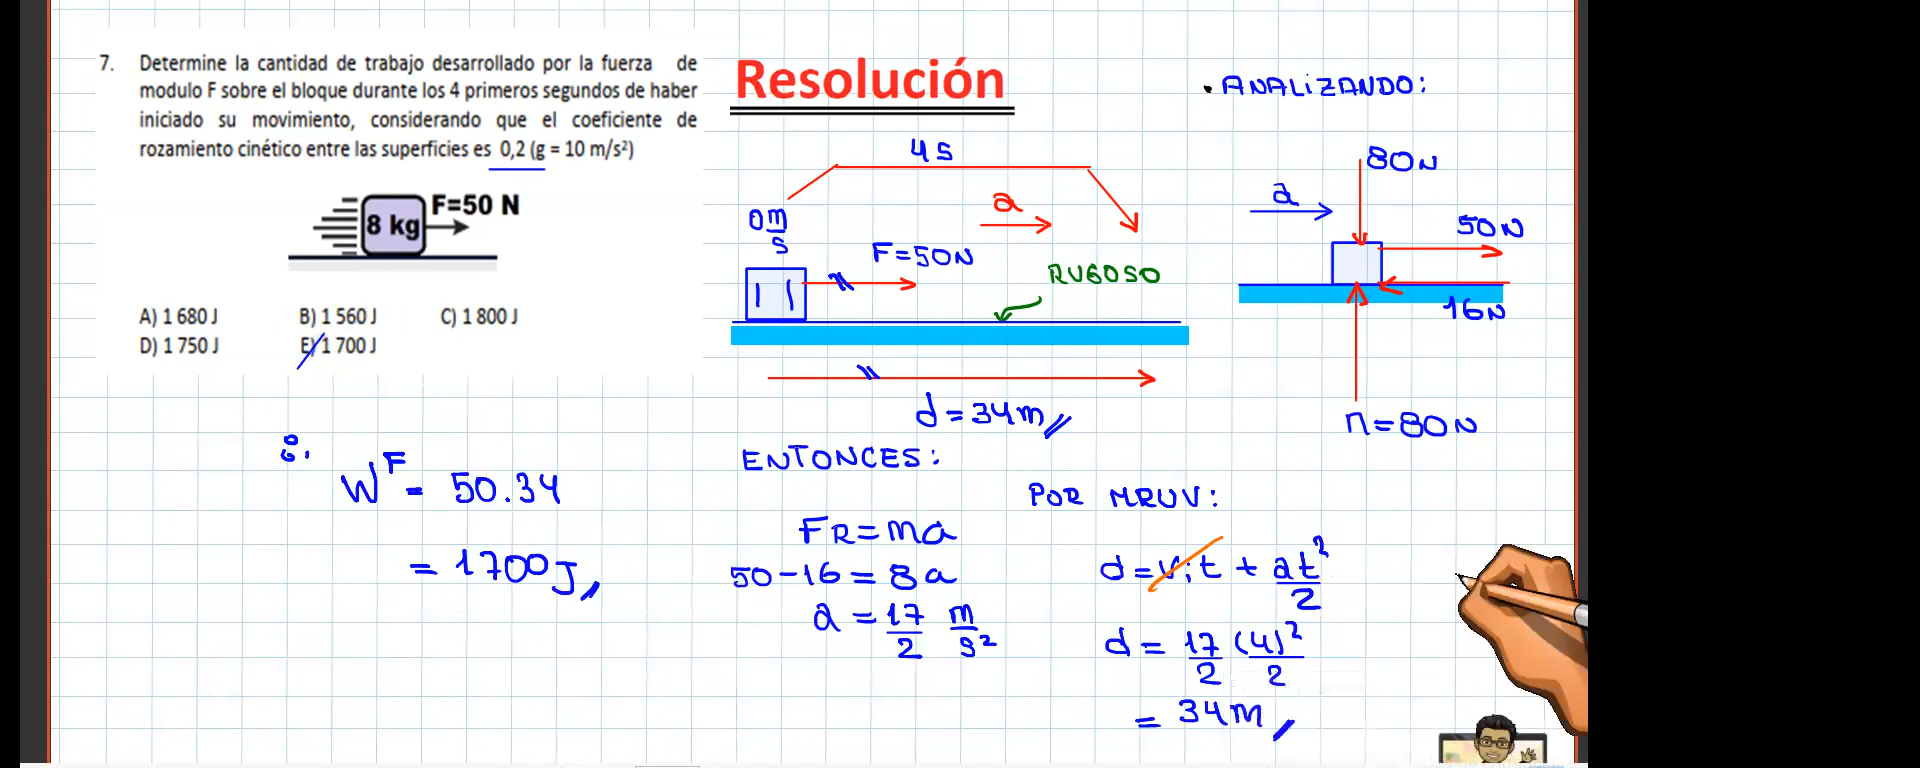 7. Determine la cantidad de trabajo desarrollado por la fuerza de
modulo F sobre el bloque durante los 4 primeros segundos de haber
iniciado su movimiento, considerando que el coeficiente de
rozamiento cinético entre las superficies es 0,2 (g = 10 m/s²)
8 kg
F=50 N
A) 1 680 J B) 1 560 J C) 1 800 J
D) 1 750 J E) 1 700 J
W^F = 50.34
= 1700J
Resolución
4s
0 m/s
a
F=50N
RUGOSO
d=34m
ENTONCES:
FR=ma
50-16=8a
a = 17/2 m/s²
• ANALIZANDO:
80N
a
50N
16N
n=80N
POR MRUV:
d=Vit + at²/2
d = 17/2 (4)²/2
= 34m